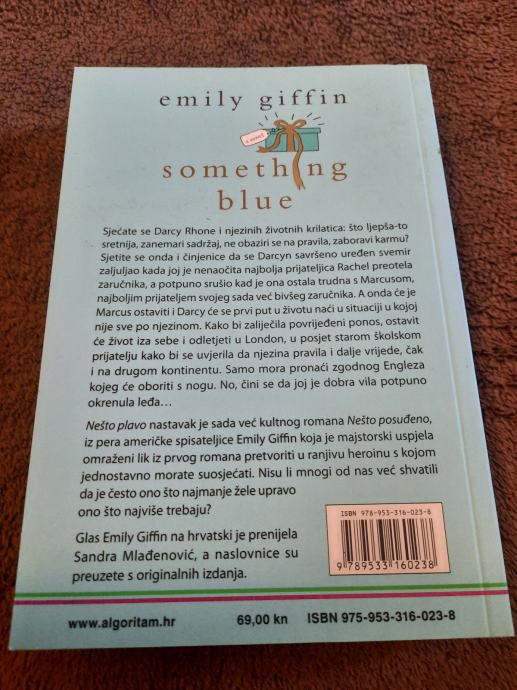 emily giffin
a novel
something
blue
Sjećate se Darcy Rhone i njezinih životnih krilatica: što ljepša-to
sretnija, zanemari sadržaj, ne obaziri se na pravila, zaboravi karmu?
Sjetite se onda i činjenice da se Darcyn savršeno uređen svemir
zaljuljao kada joj je nenaočita najbolja prijateljica Rachel preotela
zaručnika, a potpuno srušio kad je ona ostala trudna s Marcusom,
najboljim prijateljem svojeg sada već bivšeg zaručnika. A onda će je
Marcus ostaviti i Darcy će se prvi put u životu naći u situaciji u kojoj
nije sve po njezinom. Kako bi zaliječila povrijeđeni ponos, ostavit
će život iza sebe i odletjeti u London, u posjet starom školskom
prijatelju kako bi se uvjerila da njezina pravila i dalje vrijede, čak
i na drugom kontinentu. Samo mora pronaći zgodnog Engleza
kojeg će oboriti s nogu. No, čini se da joj je dobra vila potpuno
okrenula leđa…
Nešto plavo nastavak je sada već kultnog romana Nešto posuđeno,
iz pera američke spisateljice Emily Giffin koja je majstorski uspjela
omraženi lik iz prvog romana pretvoriti u ranjivu heroinu s kojom
jednostavno morate suosjećati. Nisu li mnogi od nas već shvatili
da je često ono što najmanje žele upravo
ono što najviše trebaju?
Glas Emily Giffin na hrvatski je prenijela
Sandra Mlađenović, a naslovnice su
preuzete s originalnih izdanja.
ISBN 978-953-316-023-8
9 789533 160238
www.algoritam.hr 69,00 kn ISBN 975-953-316-023-8